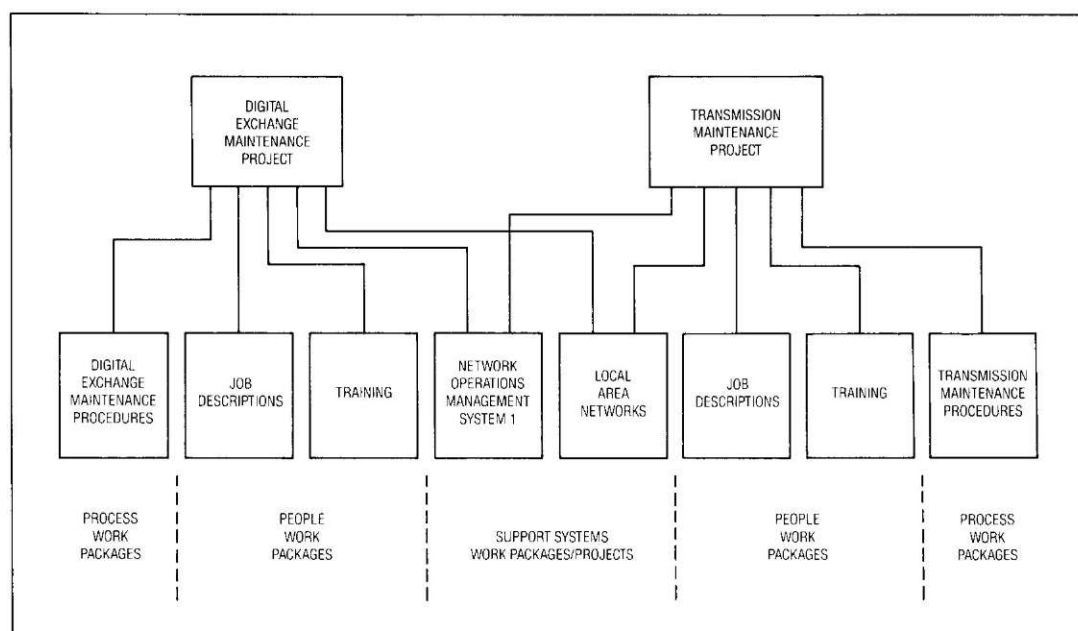 DIGITAL
EXCHANGE
MAINTENANCE
PROJECT
TRANSMISSION
MAINTENANCE
PROJECT
DIGITAL
EXCHANGE
MAINTENANCE
PROCEDURES
JOB
DESCRIPTIONS
TRAINING
NETWORK
OPERATIONS
MANAGEMENT
SYSTEM 1
LOCAL
AREA
NETWORKS
JOB
DESCRIPTIONS
TRAINING
TRANSMISSION
MAINTENANCE
PROCEDURES
PROCESS
WORK
PACKAGES
PEOPLE
WORK
PACKAGES
SUPPORT SYSTEMS
WORK PACKAGES/PROJECTS
PEOPLE
WORK
PACKAGES
PROCESS
WORK
PACKAGES